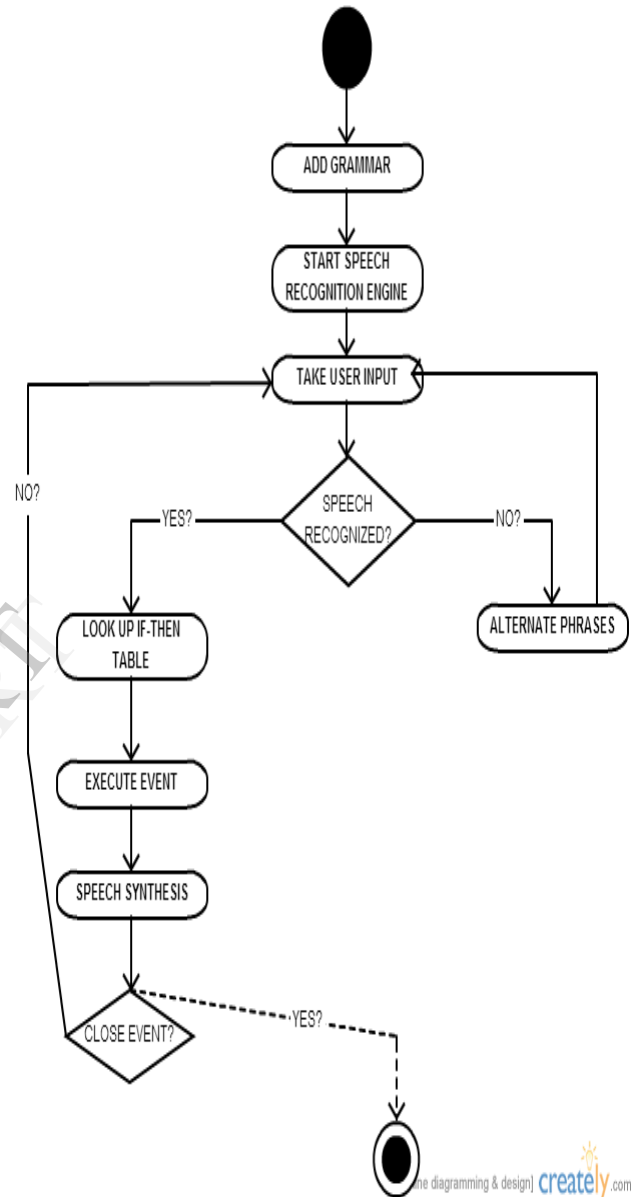 ADD GRAMMAR
START SPEECH
RECOGNITION ENGINE
TAKE USER INPUT
NO?
SPEECH
RECOGNIZED?
YES?
NO?
LOOK UP IF-THEN
TABLE
ALTERNATE PHRASES
EXECUTE EVENT
SPEECH SYNTHESIS
CLOSE EVENT?
YES?
diagramming & design] creately.com